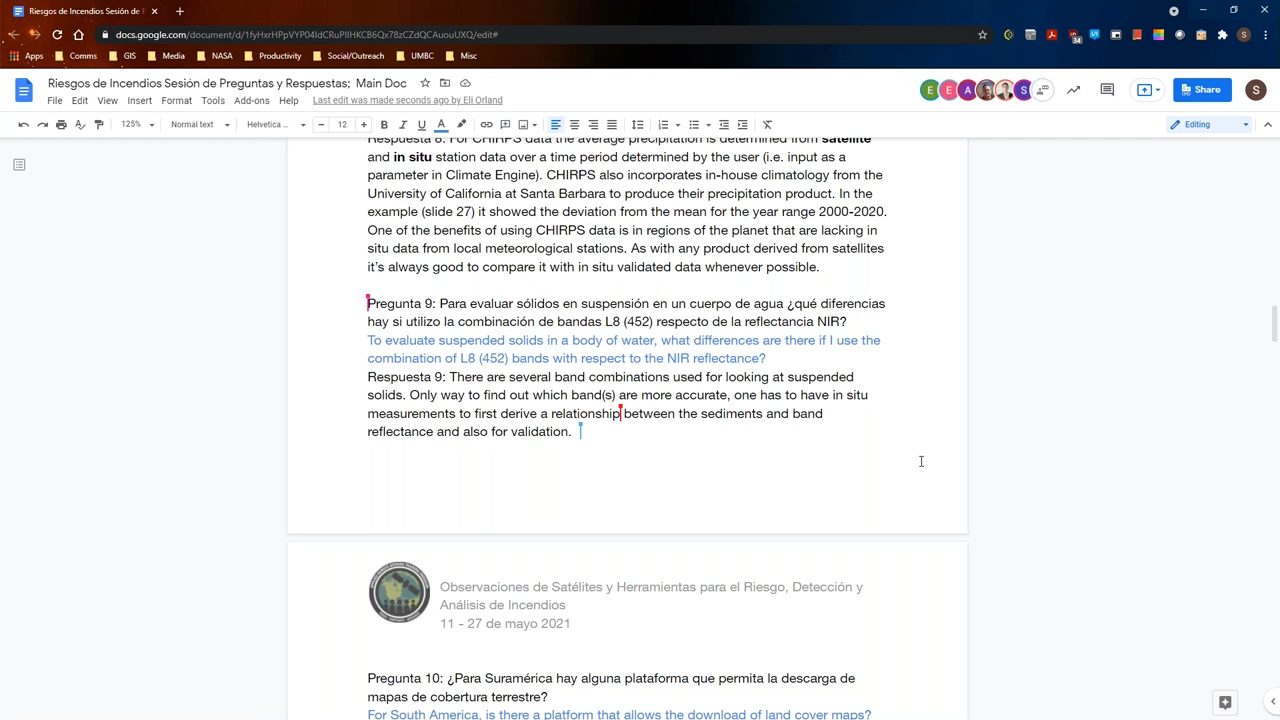 Riesgos de Incendios Sesión de P
docs.google.com/document/d/1fyHxrHPpVYP04IdCRuPIIHKCB6Qx78zCZdQCAuouUXQ/edit#
Apps Comms GIS Media NASA Productivity Social/Outreach UMBC Misc
Riesgos de Incendios Sesión de Preguntas y Respuestas; Main Doc
File Edit View Insert Format Tools Add-ons Help Last edit was made seconds ago by Eli Orland
E E A S Share S
125% Normal text Helvetica ... 12 B I U A Editing
Respuesta 8: For CHIRPS data the average precipitation is determined from satellite
and in situ station data over a time period determined by the user (i.e. input as a
parameter in Climate Engine). CHIRPS also incorporates in-house climatology from the
University of California at Santa Barbara to produce their precipitation product. In the
example (slide 27) it showed the deviation from the mean for the year range 2000-2020.
One of the benefits of using CHIRPS data is in regions of the planet that are lacking in
situ data from local meteorological stations. As with any product derived from satellites
it's always good to compare it with in situ validated data whenever possible.
Pregunta 9: Para evaluar sólidos en suspensión en un cuerpo de agua ¿qué diferencias
hay si utilizo la combinación de bandas L8 (452) respecto de la reflectancia NIR?
To evaluate suspended solids in a body of water, what differences are there if I use the
combination of L8 (452) bands with respect to the NIR reflectance?
Respuesta 9: There are several band combinations used for looking at suspended
solids. Only way to find out which band(s) are more accurate, one has to have in situ
measurements to first derive a relationship between the sediments and band
reflectance and also for validation.
Observaciones de Satélites y Herramientas para el Riesgo, Detección y
Análisis de Incendios
11 - 27 de mayo 2021
Pregunta 10: ¿Para Suramérica hay alguna plataforma que permita la descarga de
mapas de cobertura terrestre?
For South America, is there a platform that allows the download of land cover maps?